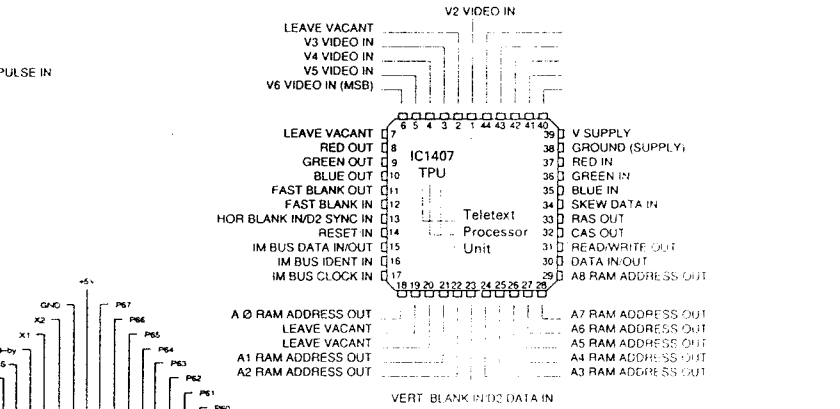 V2 VIDEO IN
LEAVE VACANT
V3 VIDEO IN
V4 VIDEO IN
V5 VIDEO IN
V6 VIDEO IN (MSB)
PULSE IN
6 5 4 3 2 1 44 43 42 41 40
LEAVE VACANT 7
RED OUT 8
GREEN OUT 9
BLUE OUT 10
FAST BLANK OUT 11
FAST BLANK IN 12
HOR BLANK IN/D2 SYNC IN 13
RESET IN 14
IM BUS DATA IN/OUT 15
IM BUS IDENT IN 16
IM BUS CLOCK IN 17
IC1407
TPU
Teletext
Processor
Unit
39 V SUPPLY
38 GROUND (SUPPLY)
37 RED IN
36 GREEN IN
35 BLUE IN
34 SKEW DATA IN
33 RAS OUT
32 CAS OUT
31 READ/WRITE OUT
30 DATA IN/OUT
29 A8 RAM ADDRESS OUT
18 19 20 21 22 23 24 25 26 27 28
A Ø RAM ADDRESS OUT
LEAVE VACANT
LEAVE VACANT
A1 RAM ADDRESS OUT
A2 RAM ADDRESS OUT
A7 RAM ADDRESS OUT
A6 RAM ADDRESS OUT
A5 RAM ADDRESS OUT
A4 RAM ADDRESS OUT
A3 RAM ADDRESS OUT
VERT BLANK IN/D2 DATA IN
GND
X2
X1
P67
P66
P65
P64
P63
P62
P61
P60